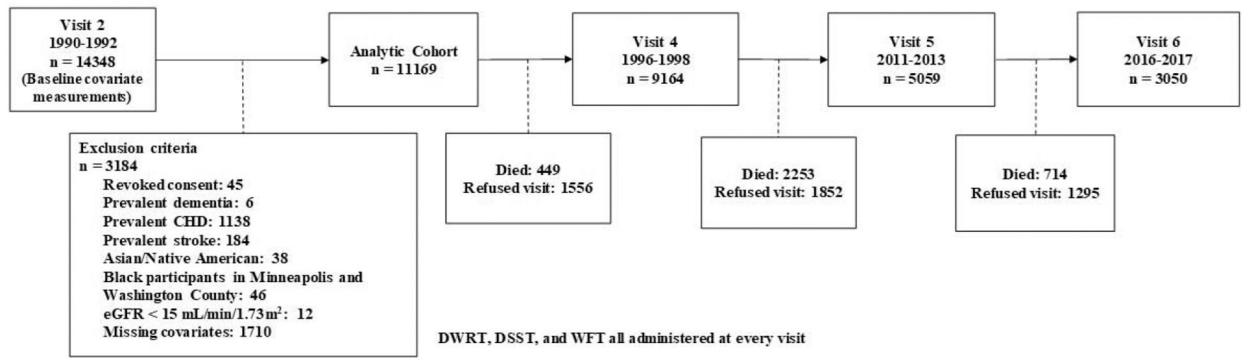 Visit 2
1990-1992
n = 14348
(Baseline covariate
measurements)
Analytic Cohort
n = 11169
Visit 4
1996-1998
n = 9164
Visit 5
2011-2013
n = 5059
Visit 6
2016-2017
n = 3050
Exclusion criteria
n = 3184
Revoked consent: 45
Prevalent dementia: 6
Prevalent CHD: 1138
Prevalent stroke: 184
Asian/Native American: 38
Black participants in Minneapolis and
Washington County: 46
eGFR < 15 mL/min/1.73m²: 12
Missing covariates: 1710
Died: 449
Refused visit: 1556
Died: 2253
Refused visit: 1852
Died: 714
Refused visit: 1295
DWRT, DSST, and WFT all administered at every visit